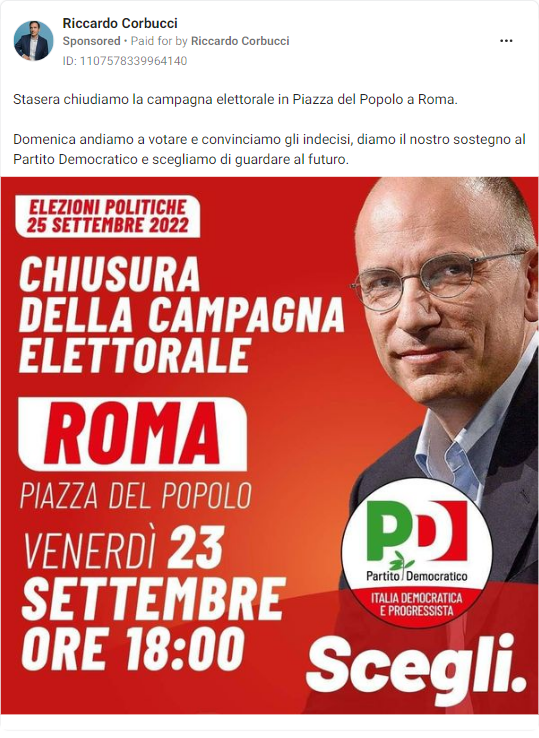 Riccardo Corbucci
Sponsored • Paid for by Riccardo Corbucci
ID: 1107578339964140
Stasera chiudiamo la campagna elettorale in Piazza del Popolo a Roma.
Domenica andiamo a votare e convinciamo gli indecisi, diamo il nostro sostegno al
Partito Democratico e scegliamo di guardare al futuro.
ELEZIONI POLITICHE
25 SETTEMBRE 2022
CHIUSURA
DELLA CAMPAGNA
ELETTORALE
ROMA
PIAZZA DEL POPOLO
VENERDÌ 23
SETTEMBRE
ORE 18:00
PD
Partito Democratico
ITALIA DEMOCRATICA
E PROGRESSISTA
Scegli.